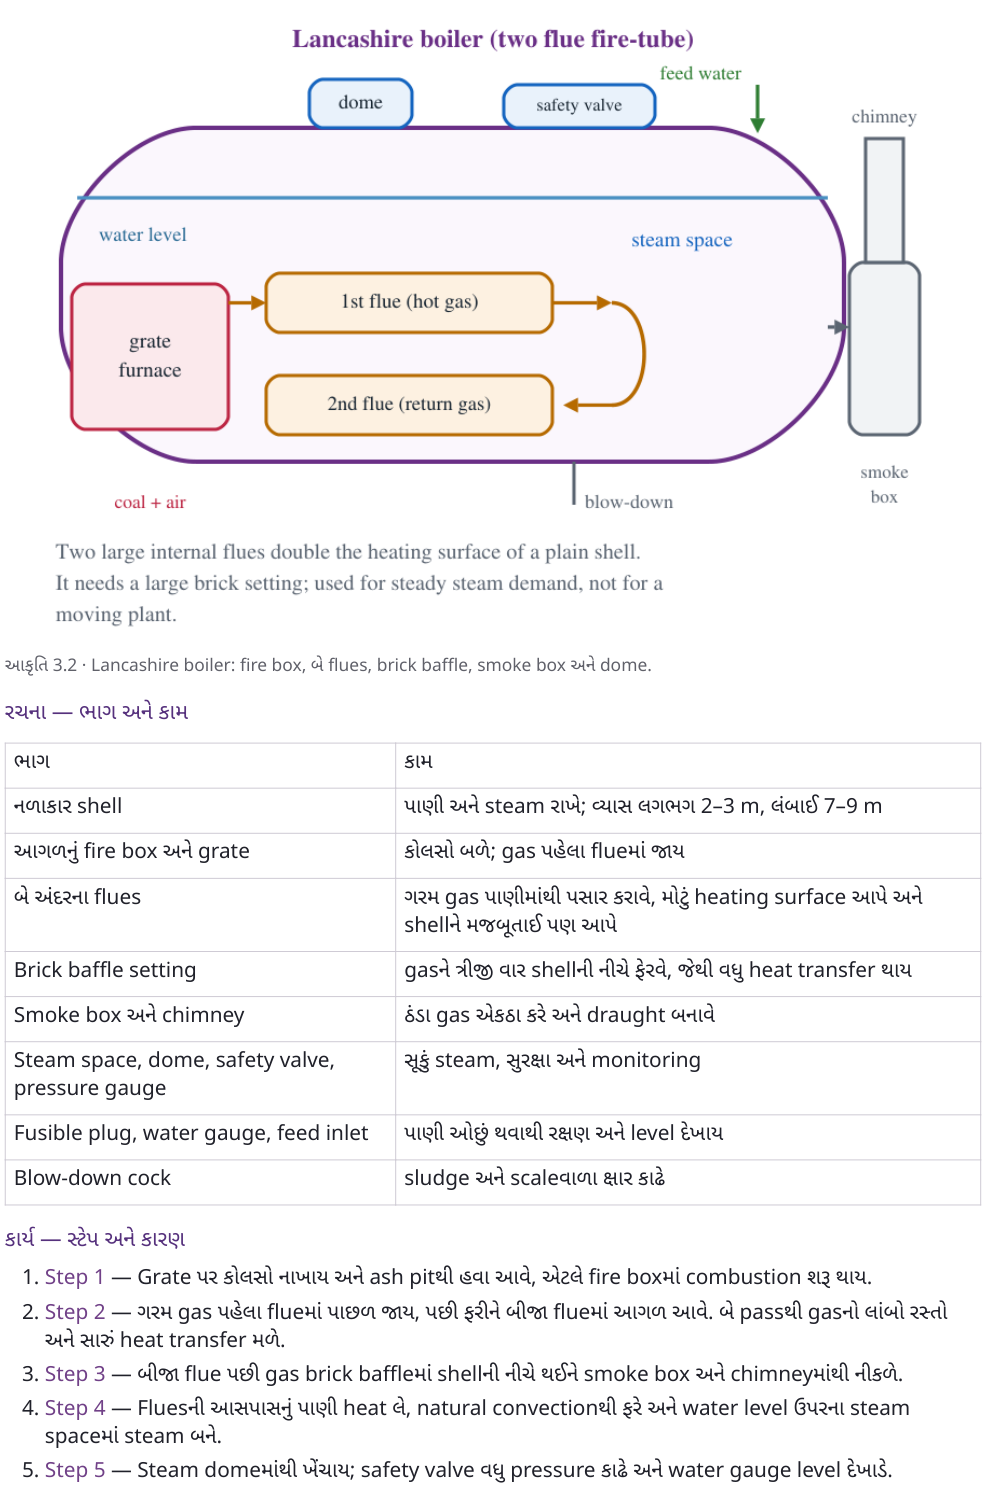 Lancashire boiler (two flue fire-tube)
feed water
dome
safety valve
chimney
water level
steam space
1st flue (hot gas)
grate
furnace
2nd flue (return gas)
smoke
box
coal + air
blow-down
Two large internal flues double the heating surface of a plain shell.
It needs a large brick setting; used for steady steam demand, not for a
moving plant.
આકૃતિ 3.2 · Lancashire boiler: fire box, બે flues, brick baffle, smoke box અને dome.
રચના — ભાગ અને કામ
ભાગ
કામ
નળાકાર shell
પાણી અને steam રાખે; વ્યાસ લગભગ 2–3 m, લંબાઈ 7–9 m
આગળનું fire box અને grate
કોલસો બળે; gas પહેલા flueમાં જાય
બે અંદરના flues
ગરમ gas પાણીમાંથી પસાર કરાવે, મોટું heating surface આપે અને
shellને મજબૂતાઈ પણ આપે
Brick baffle setting
gasને ત્રીજી વાર shellની નીચે ફેરવે, જેથી વધુ heat transfer થાય
Smoke box અને chimney
ઠંડા gas એકઠા કરે અને draught બનાવે
Steam space, dome, safety valve,
pressure gauge
સૂકું steam, સુરક્ષા અને monitoring
Fusible plug, water gauge, feed inlet
પાણી ઓછું થવાથી રક્ષણ અને level દેખાય
Blow-down cock
sludge અને scaleવાળા ક્ષાર કાઢે
કાર્ય — સ્ટેપ અને કારણ
1. Step 1 — Grate પર કોલસો નાખાય અને ash pitથી હવા આવે, એટલે fire boxમાં combustion શરૂ થાય.
2. Step 2 — ગરમ gas પહેલા flueમાં પાછળ જાય, પછી ફરીને બીજા flueમાં આગળ આવે. બે passથી gasનો લાંબો રસ્તો
અને સારું heat transfer મળે.
3. Step 3 — બીજા flue પછી gas brick baffleમાં shellની નીચે થઈને smoke box અને chimneyમાંથી નીકળે.
4. Step 4 — Fluesની આસપાસનું પાણી heat લે, natural convectionથી ફરે અને water level ઉપરના steam
spaceમાં steam બને.
5. Step 5 — Steam domeમાંથી ખેંચાય; safety valve વધુ pressure કાઢે અને water gauge level દેખાડે.